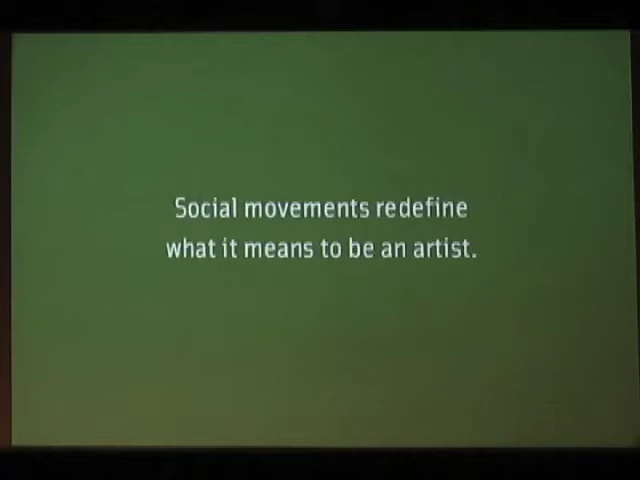 Social movements redefine
what it means to be an artist.